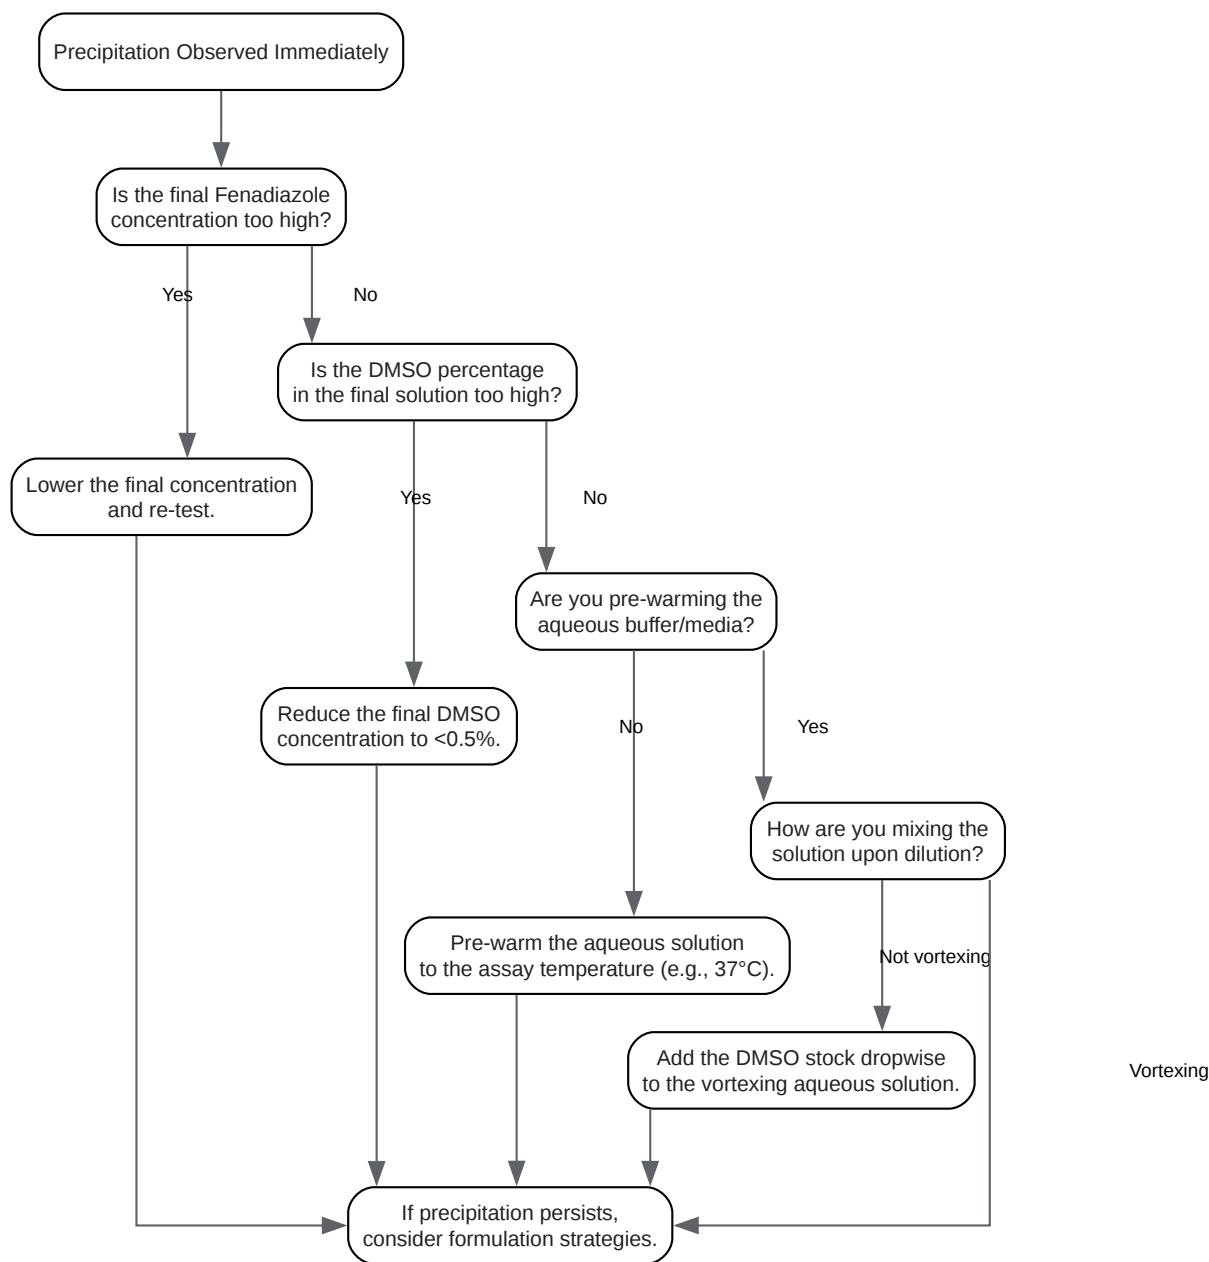 Precipitation Observed Immediately
Is the final Fenadiazole
concentration too high?
Yes
No
Is the DMSO percentage
in the final solution too high?
Lower the final concentration
and re-test.
Yes
No
Are you pre-warming the
aqueous buffer/media?
Reduce the final DMSO
concentration to <0.5%.
No
Yes
How are you mixing the
solution upon dilution?
Pre-warm the aqueous solution
to the assay temperature (e.g., 37°C).
Not vortexing
Add the DMSO stock dropwise
to the vortexing aqueous solution.
Vortexing
If precipitation persists,
consider formulation strategies.